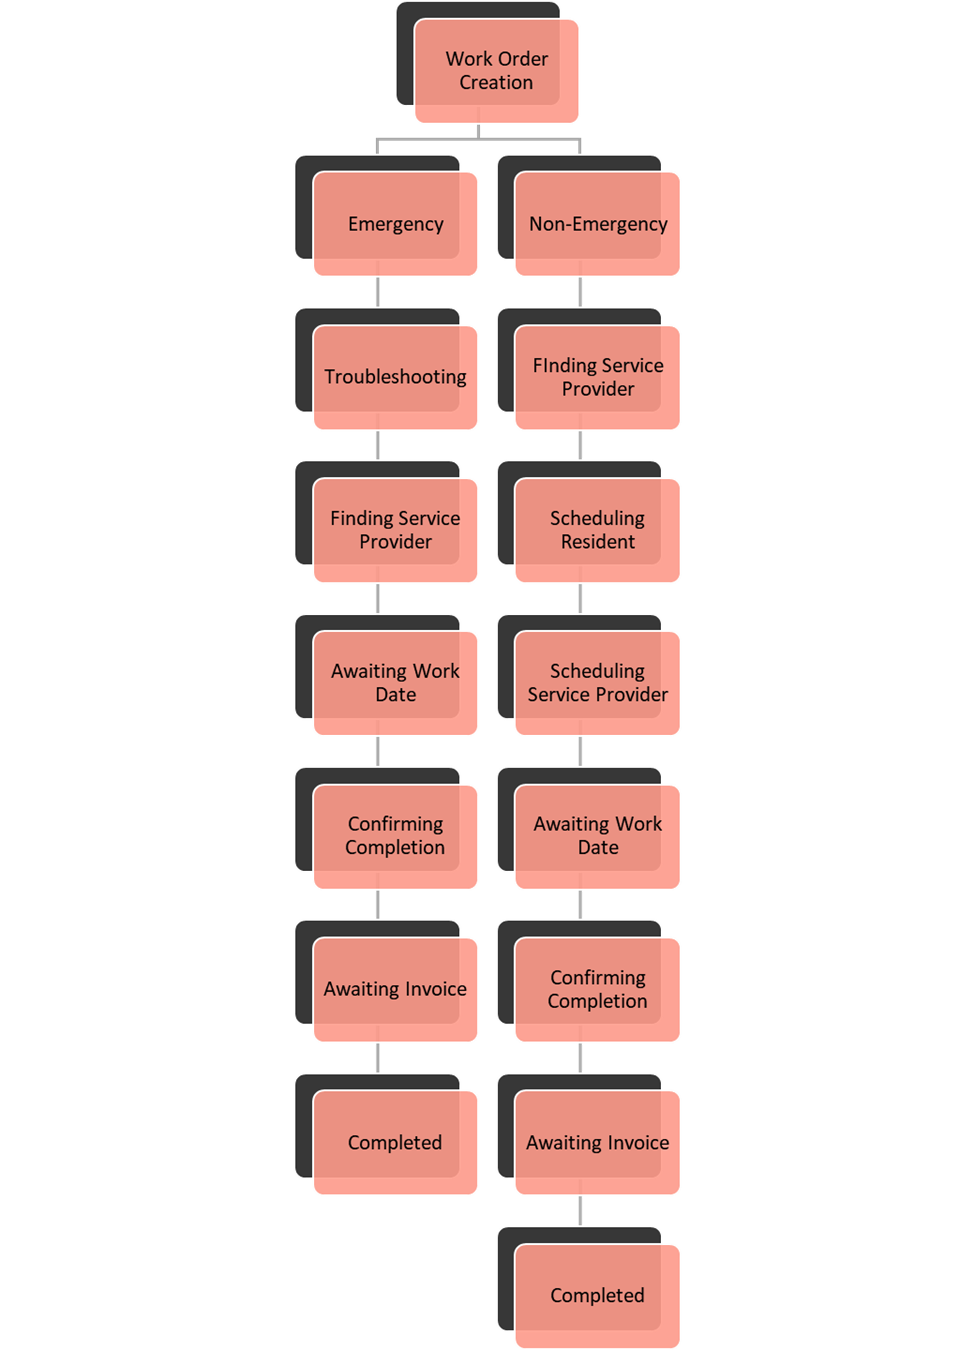 Work Order
Creation
Emergency
Non-Emergency
Troubleshooting
FInding Service
Provider
Finding Service
Provider
Scheduling
Resident
Awaiting Work
Date
Scheduling
Service Provider
Confirming
Completion
Awaiting Work
Date
Awaiting Invoice
Confirming
Completion
Completed
Awaiting Invoice
Completed